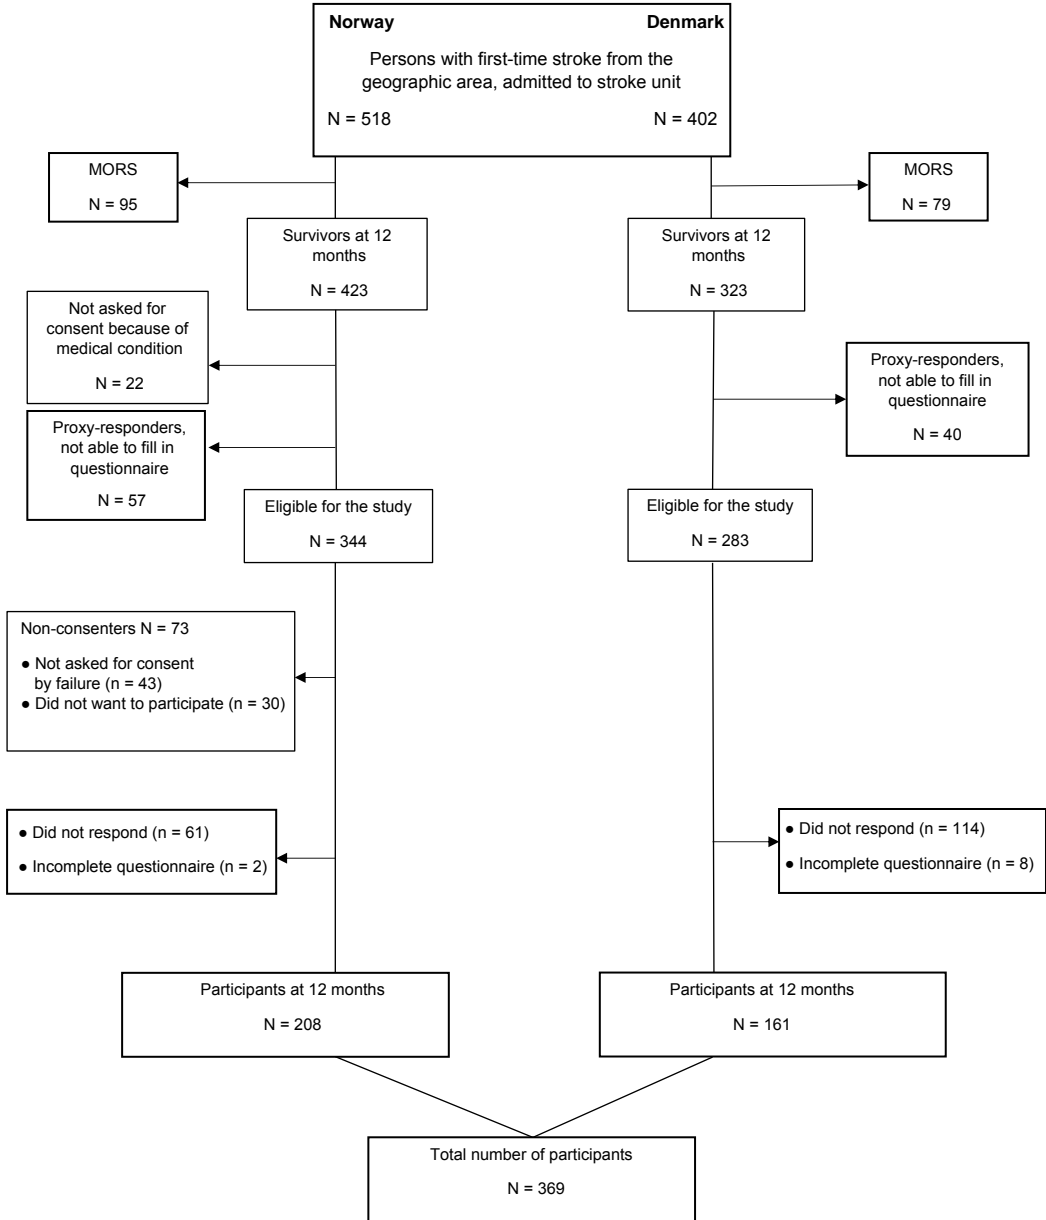 Norway Denmark
Persons with first-time stroke from the
geographic area, admitted to stroke unit
N = 518 N = 402
MORS
N = 95
MORS
N = 79
Survivors at 12
months
N = 423
Survivors at 12
months
N = 323
Not asked for
consent because of
medical condition
N = 22
Proxy-responders,
not able to fill in
questionnaire
N = 40
Proxy-responders,
not able to fill in
questionnaire
N = 57
Eligible for the study
N = 344
Eligible for the study
N = 283
Non-consenters N = 73
● Not asked for consent
by failure (n = 43)
● Did not want to participate (n = 30)
● Did not respond (n = 61)
● Incomplete questionnaire (n = 2)
● Did not respond (n = 114)
● Incomplete questionnaire (n = 8)
Participants at 12 months
N = 208
Participants at 12 months
N = 161
Total number of participants
N = 369